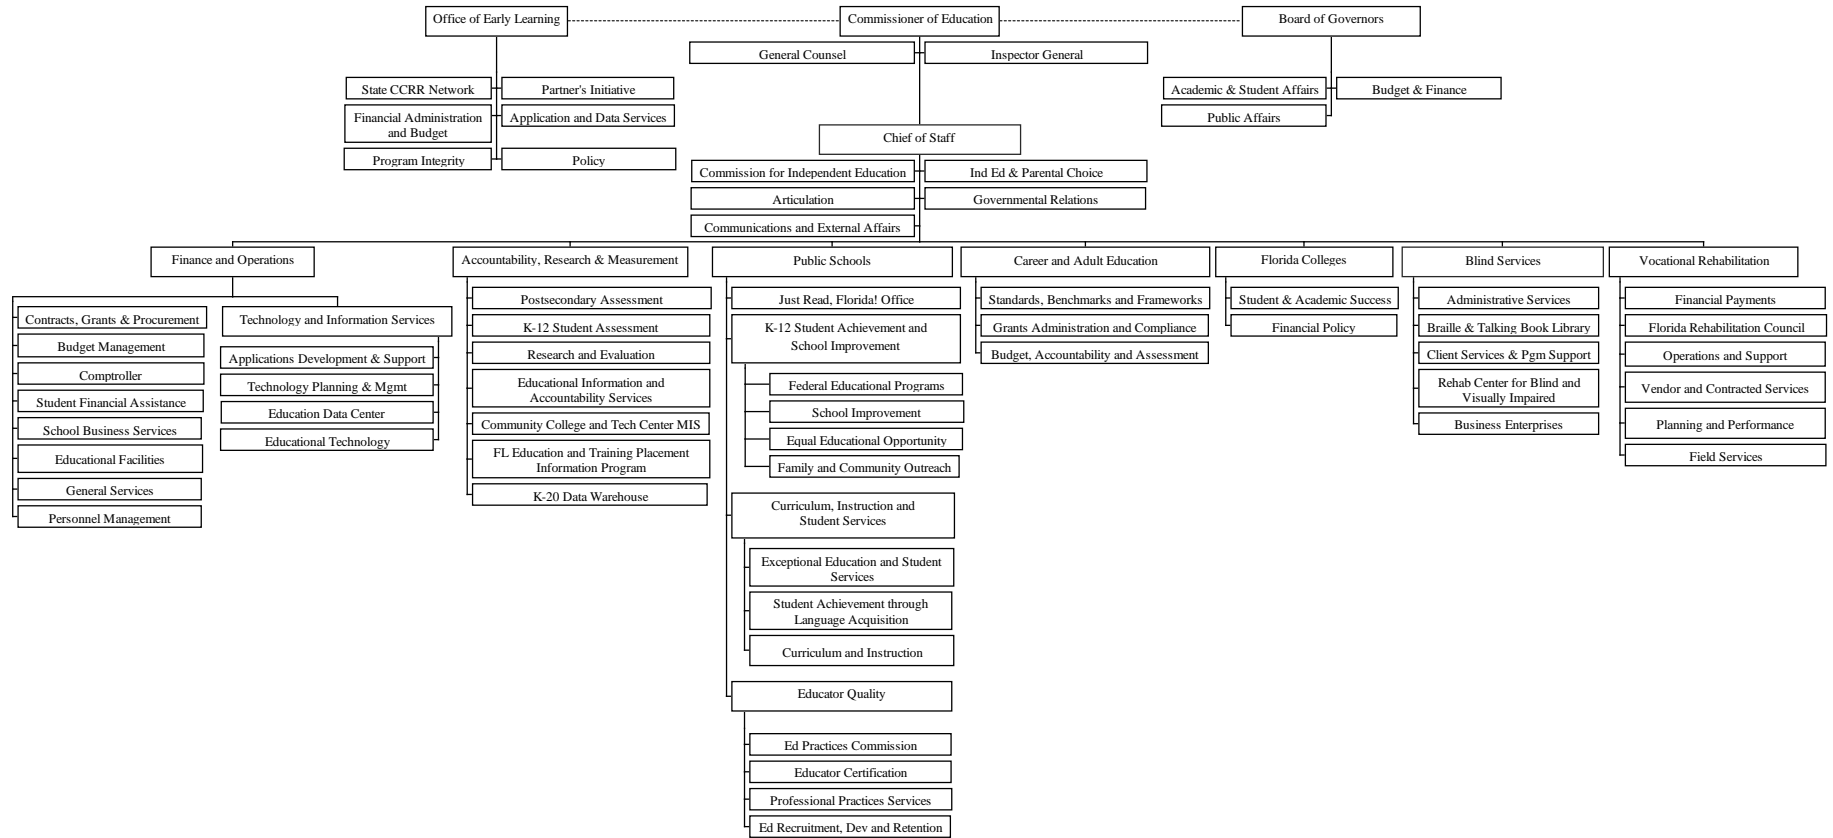 Office of Early Learning
Commissioner of Education
Board of Governors
General Counsel
Inspector General
State CCRR Network
Partner's Initiative
Financial Administration
and Budget
Application and Data Services
Program Integrity
Policy
Academic & Student Affairs
Budget & Finance
Public Affairs
Chief of Staff
Commission for Independent Education
Ind Ed & Parental Choice
Articulation
Governmental Relations
Communications and External Affairs
Finance and Operations
Contracts, Grants & Procurement
Budget Management
Comptroller
Student Financial Assistance
School Business Services
Educational Facilities
General Services
Personnel Management
Technology and Information Services
Applications Development & Support
Technology Planning & Mgmt
Education Data Center
Educational Technology
Accountability, Research & Measurement
Postsecondary Assessment
K-12 Student Assessment
Research and Evaluation
Educational Information and
Accountability Services
Community College and Tech Center MIS
FL Education and Training Placement
Information Program
K-20 Data Warehouse
Public Schools
Just Read, Florida! Office
K-12 Student Achievement and
School Improvement
Federal Educational Programs
School Improvement
Equal Educational Opportunity
Family and Community Outreach
Curriculum, Instruction and
Student Services
Exceptional Education and Student
Services
Student Achievement through
Language Acquisition
Curriculum and Instruction
Educator Quality
Ed Practices Commission
Educator Certification
Professional Practices Services
Ed Recruitment, Dev and Retention
Career and Adult Education
Standards, Benchmarks and Frameworks
Grants Administration and Compliance
Budget, Accountability and Assessment
Florida Colleges
Student & Academic Success
Financial Policy
Blind Services
Administrative Services
Braille & Talking Book Library
Client Services & Pgm Support
Rehab Center for Blind and
Visually Impaired
Business Enterprises
Vocational Rehabilitation
Financial Payments
Florida Rehabilitation Council
Operations and Support
Vendor and Contracted Services
Planning and Performance
Field Services